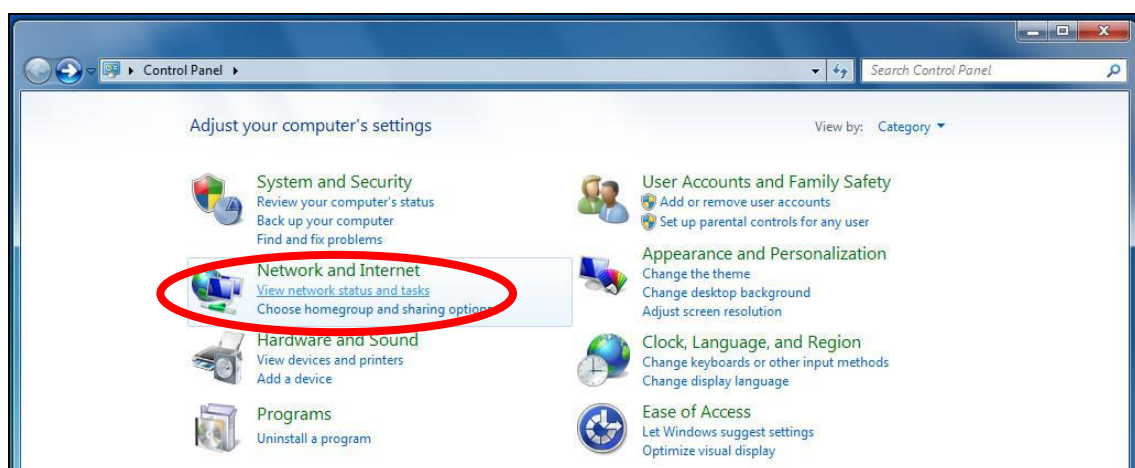 Control Panel
Search Control Panel
Adjust your computer's settings
View by: Category
System and Security
Review your computer's status
Back up your computer
Find and fix problems
Network and Internet
View network status and tasks
Choose homegroup and sharing options
Hardware and Sound
View devices and printers
Add a device
Programs
Uninstall a program
User Accounts and Family Safety
Add or remove user accounts
Set up parental controls for any user
Appearance and Personalization
Change the theme
Change desktop background
Adjust screen resolution
Clock, Language, and Region
Change keyboards or other input methods
Change display language
Ease of Access
Let Windows suggest settings
Optimize visual display